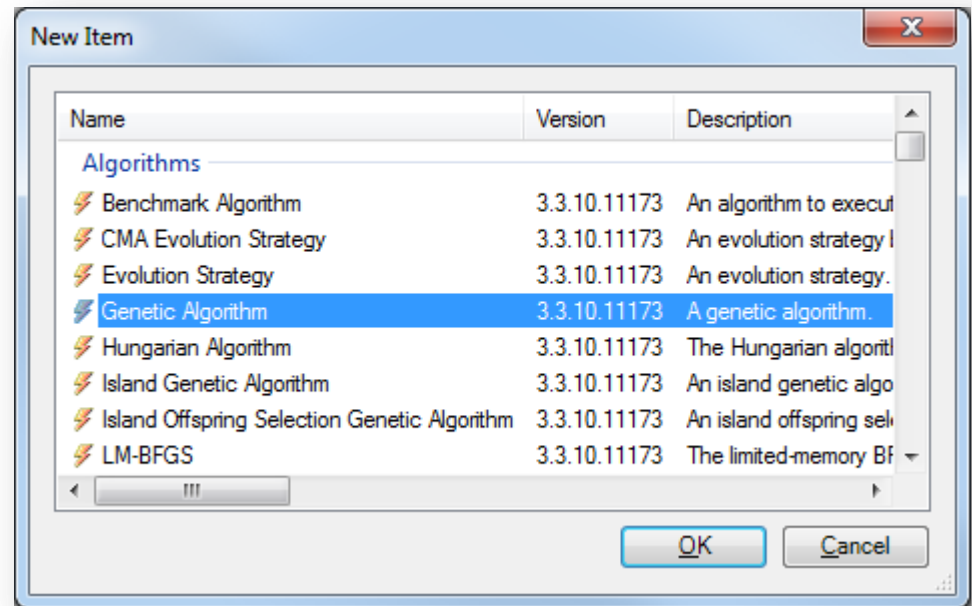 New Item
Name Version Description
Algorithms
Benchmark Algorithm 3.3.10.11173 An algorithm to execut
CMA Evolution Strategy 3.3.10.11173 An evolution strategy
Evolution Strategy 3.3.10.11173 An evolution strategy.
Genetic Algorithm 3.3.10.11173 A genetic algorithm.
Hungarian Algorithm 3.3.10.11173 The Hungarian algorit
Island Genetic Algorithm 3.3.10.11173 An island genetic algo
Island Offspring Selection Genetic Algorithm 3.3.10.11173 An island offspring sel
LM-BFGS 3.3.10.11173 The limited-memory BF
OK Cancel